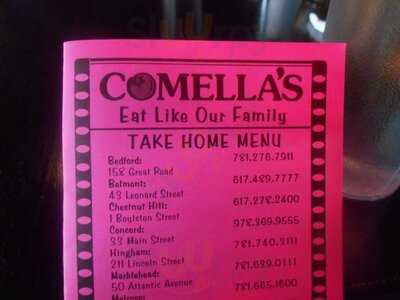 COMELLA'S
Eat Like Our Family
TAKE HOME MENU
Bedford: 781.276.7911
158 Great Road
Belmont: 617.489.7777
43 Leonard Street
Chestnut Hill: 617.278.2400
1 Boylston Street
Concord: 978.369.9555
33 Main Street
Hingham: 781.740.2111
211 Lincoln Street
Marblehead: 781.639.0111
50 Atlantic Avenue 781.665.1600